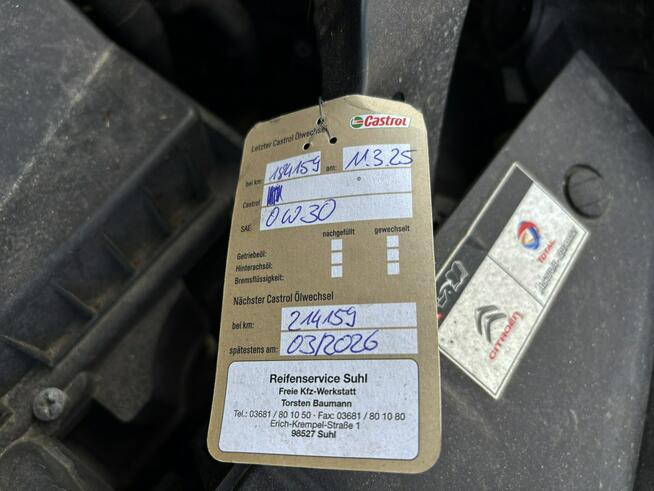 Castrol
Letzter Castrol Ölwechsel
bei km: 184159 am: 11.3.25
Castrol
SAE: 0W30
nachgefüllt gewechselt
Getriebeöl:
Hinterachsöl:
Bremsflüssigkeit:
Nächster Castrol Ölwechsel
bei km: 214159
spätestens am: 03/2026
Reifenservice Suhl
Freie Kfz-Werkstatt
Torsten Baumann
Tel.: 03681 / 80 10 50 · Fax: 03681 / 80 10 80
Erich-Krempel-Straße 1
98527 Suhl
TOTAL
CITROËN